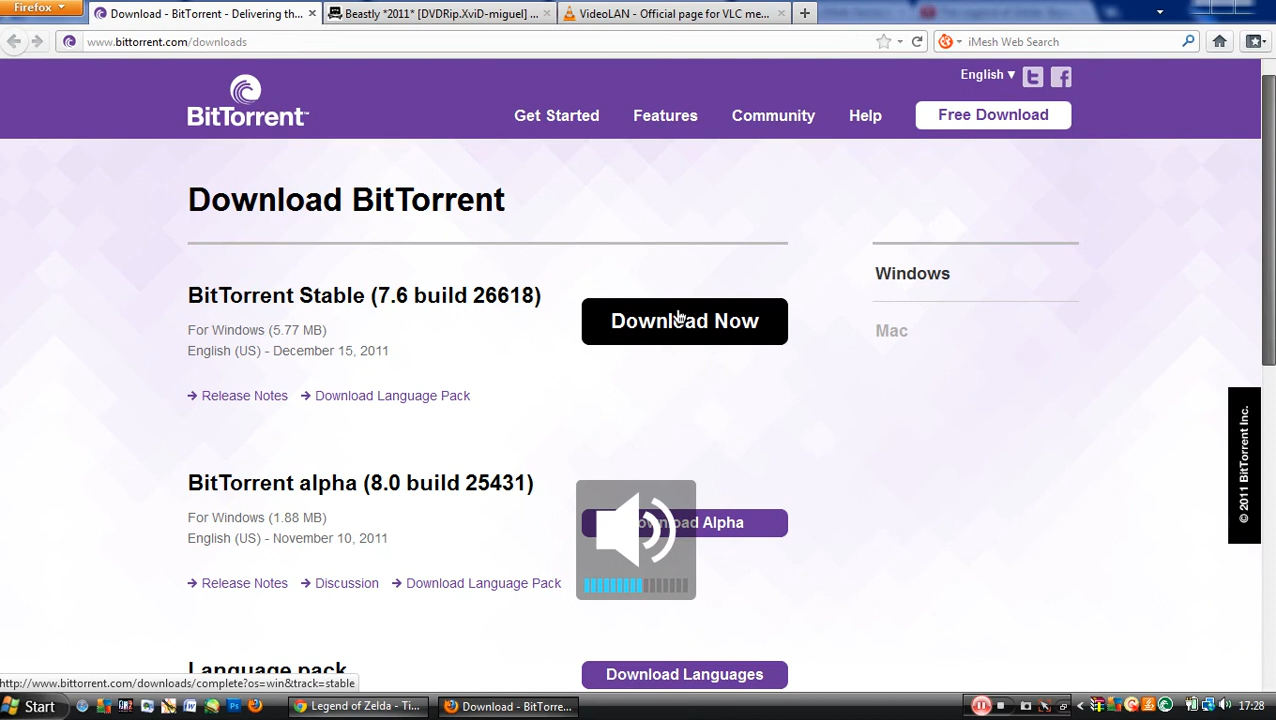 Firefox
Download - BitTorrent - Delivering th...
Beastly *2011* [DVDRip.XviD-miguel] ...
VideoLAN - Official page for VLC me...
www.bittorrent.com/downloads
iMesh Web Search
English
BitTorrent™
Get Started
Features
Community
Help
Free Download
Download BitTorrent
BitTorrent Stable (7.6 build 26618)
For Windows (5.77 MB)
English (US) - December 15, 2011
Download Now
Release Notes
Download Language Pack
Windows
Mac
© 2011 BitTorrent Inc.
BitTorrent alpha (8.0 build 25431)
For Windows (1.88 MB)
English (US) - November 10, 2011
Download Alpha
Release Notes
Discussion
Download Language Pack
Language pack
Download Languages
http://www.bittorrent.com/downloads/complete?os=win&track=stable
Start
Legend of Zelda - Ti...
Download - BitTorre...
17:28